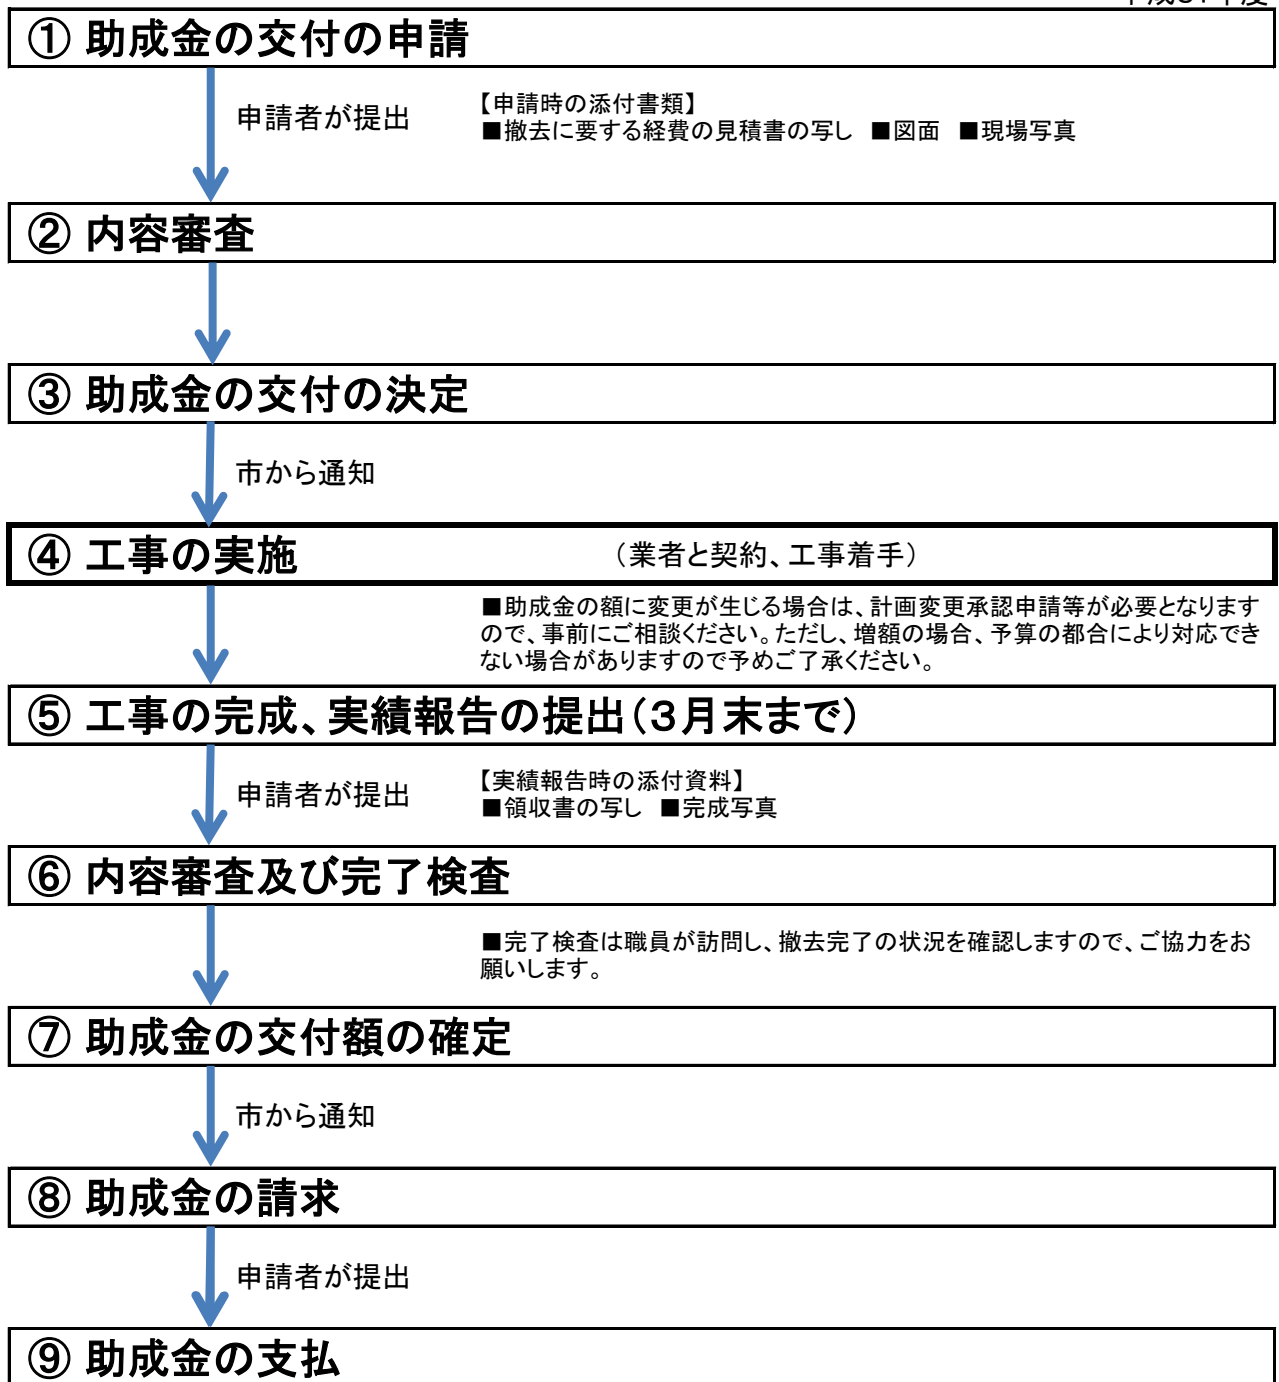 ① 助成金の交付の申請
申請者が提出
【申請時の添付書類】
■撤去に要する経費の見積書の写し ■図面 ■現場写真
② 内容審査
③ 助成金の交付の決定
市から通知
④ 工事の実施 （業者と契約、工事着手）
■助成金の額に変更が生じる場合は、計画変更承認申請等が必要となります
ので、事前にご相談ください。ただし、増額の場合、予算の都合により対応でき
ない場合がありますので予めご了承ください。
⑤ 工事の完成、実績報告の提出（３月末まで）
申請者が提出
【実績報告時の添付資料】
■領収書の写し ■完成写真
⑥ 内容審査及び完了検査
■完了検査は職員が訪問し、撤去完了の状況を確認しますので、ご協力をお
願いします。
⑦ 助成金の交付額の確定
市から通知
⑧ 助成金の請求
申請者が提出
⑨ 助成金の支払